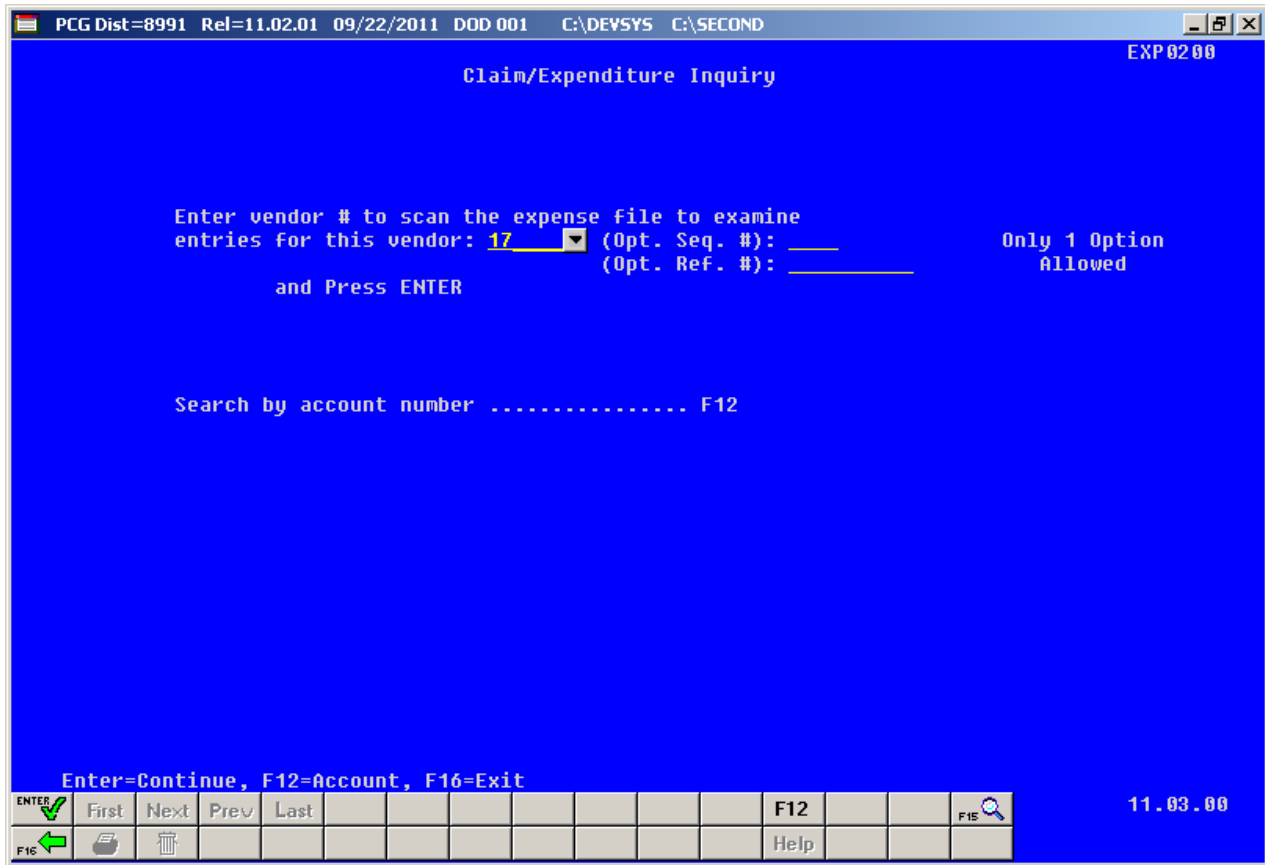 PCG Dist=8991 Rel=11.02.01 09/22/2011 DOD 001 C:\DEVSYS C:\SECOND
EXP0200
Claim/Expenditure Inquiry
Enter vendor # to scan the expense file to examine
entries for this vendor: 17 (Opt. Seq. #): ____ Only 1 Option
(Opt. Ref. #): __________ Allowed
and Press ENTER
Search by account number ................ F12
Enter=Continue, F12=Account, F16=Exit
ENTER First Next Prev Last F12 F15 11.03.00
F16 Help